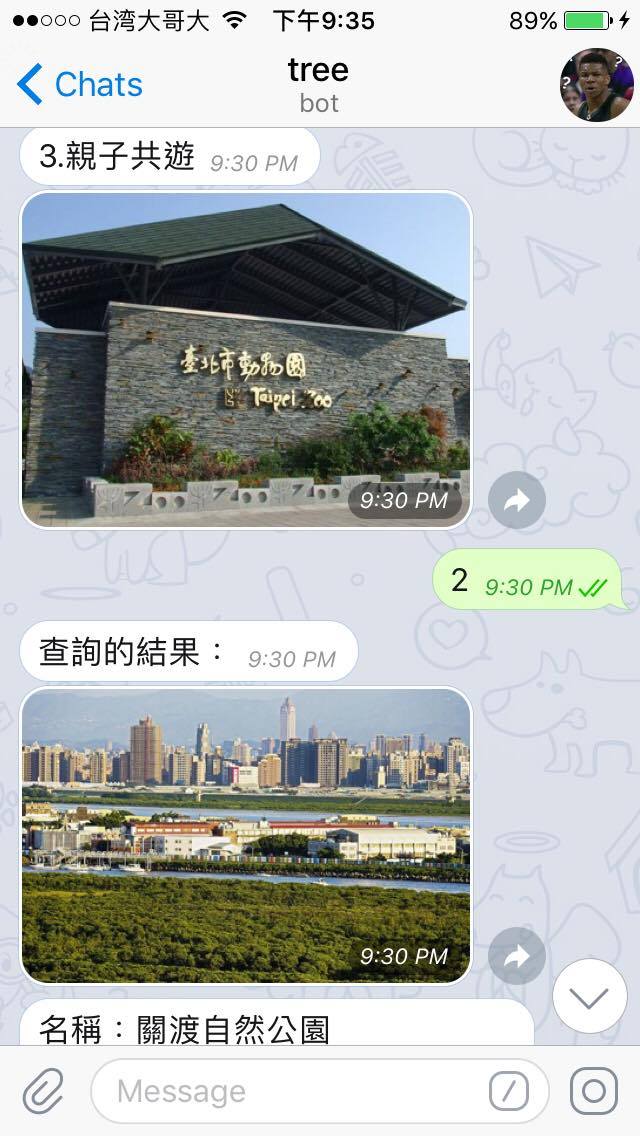 台湾大哥大
下午9:35
89%
Chats
tree
bot
? ?
3.親子共遊 9:30 PM
臺北市動物園
Taipei Zoo
Zoo Zoo Zoo Zoo
9:30 PM
2 9:30 PM
查詢的結果： 9:30 PM
9:30 PM
名稱：關渡自然公園
Message